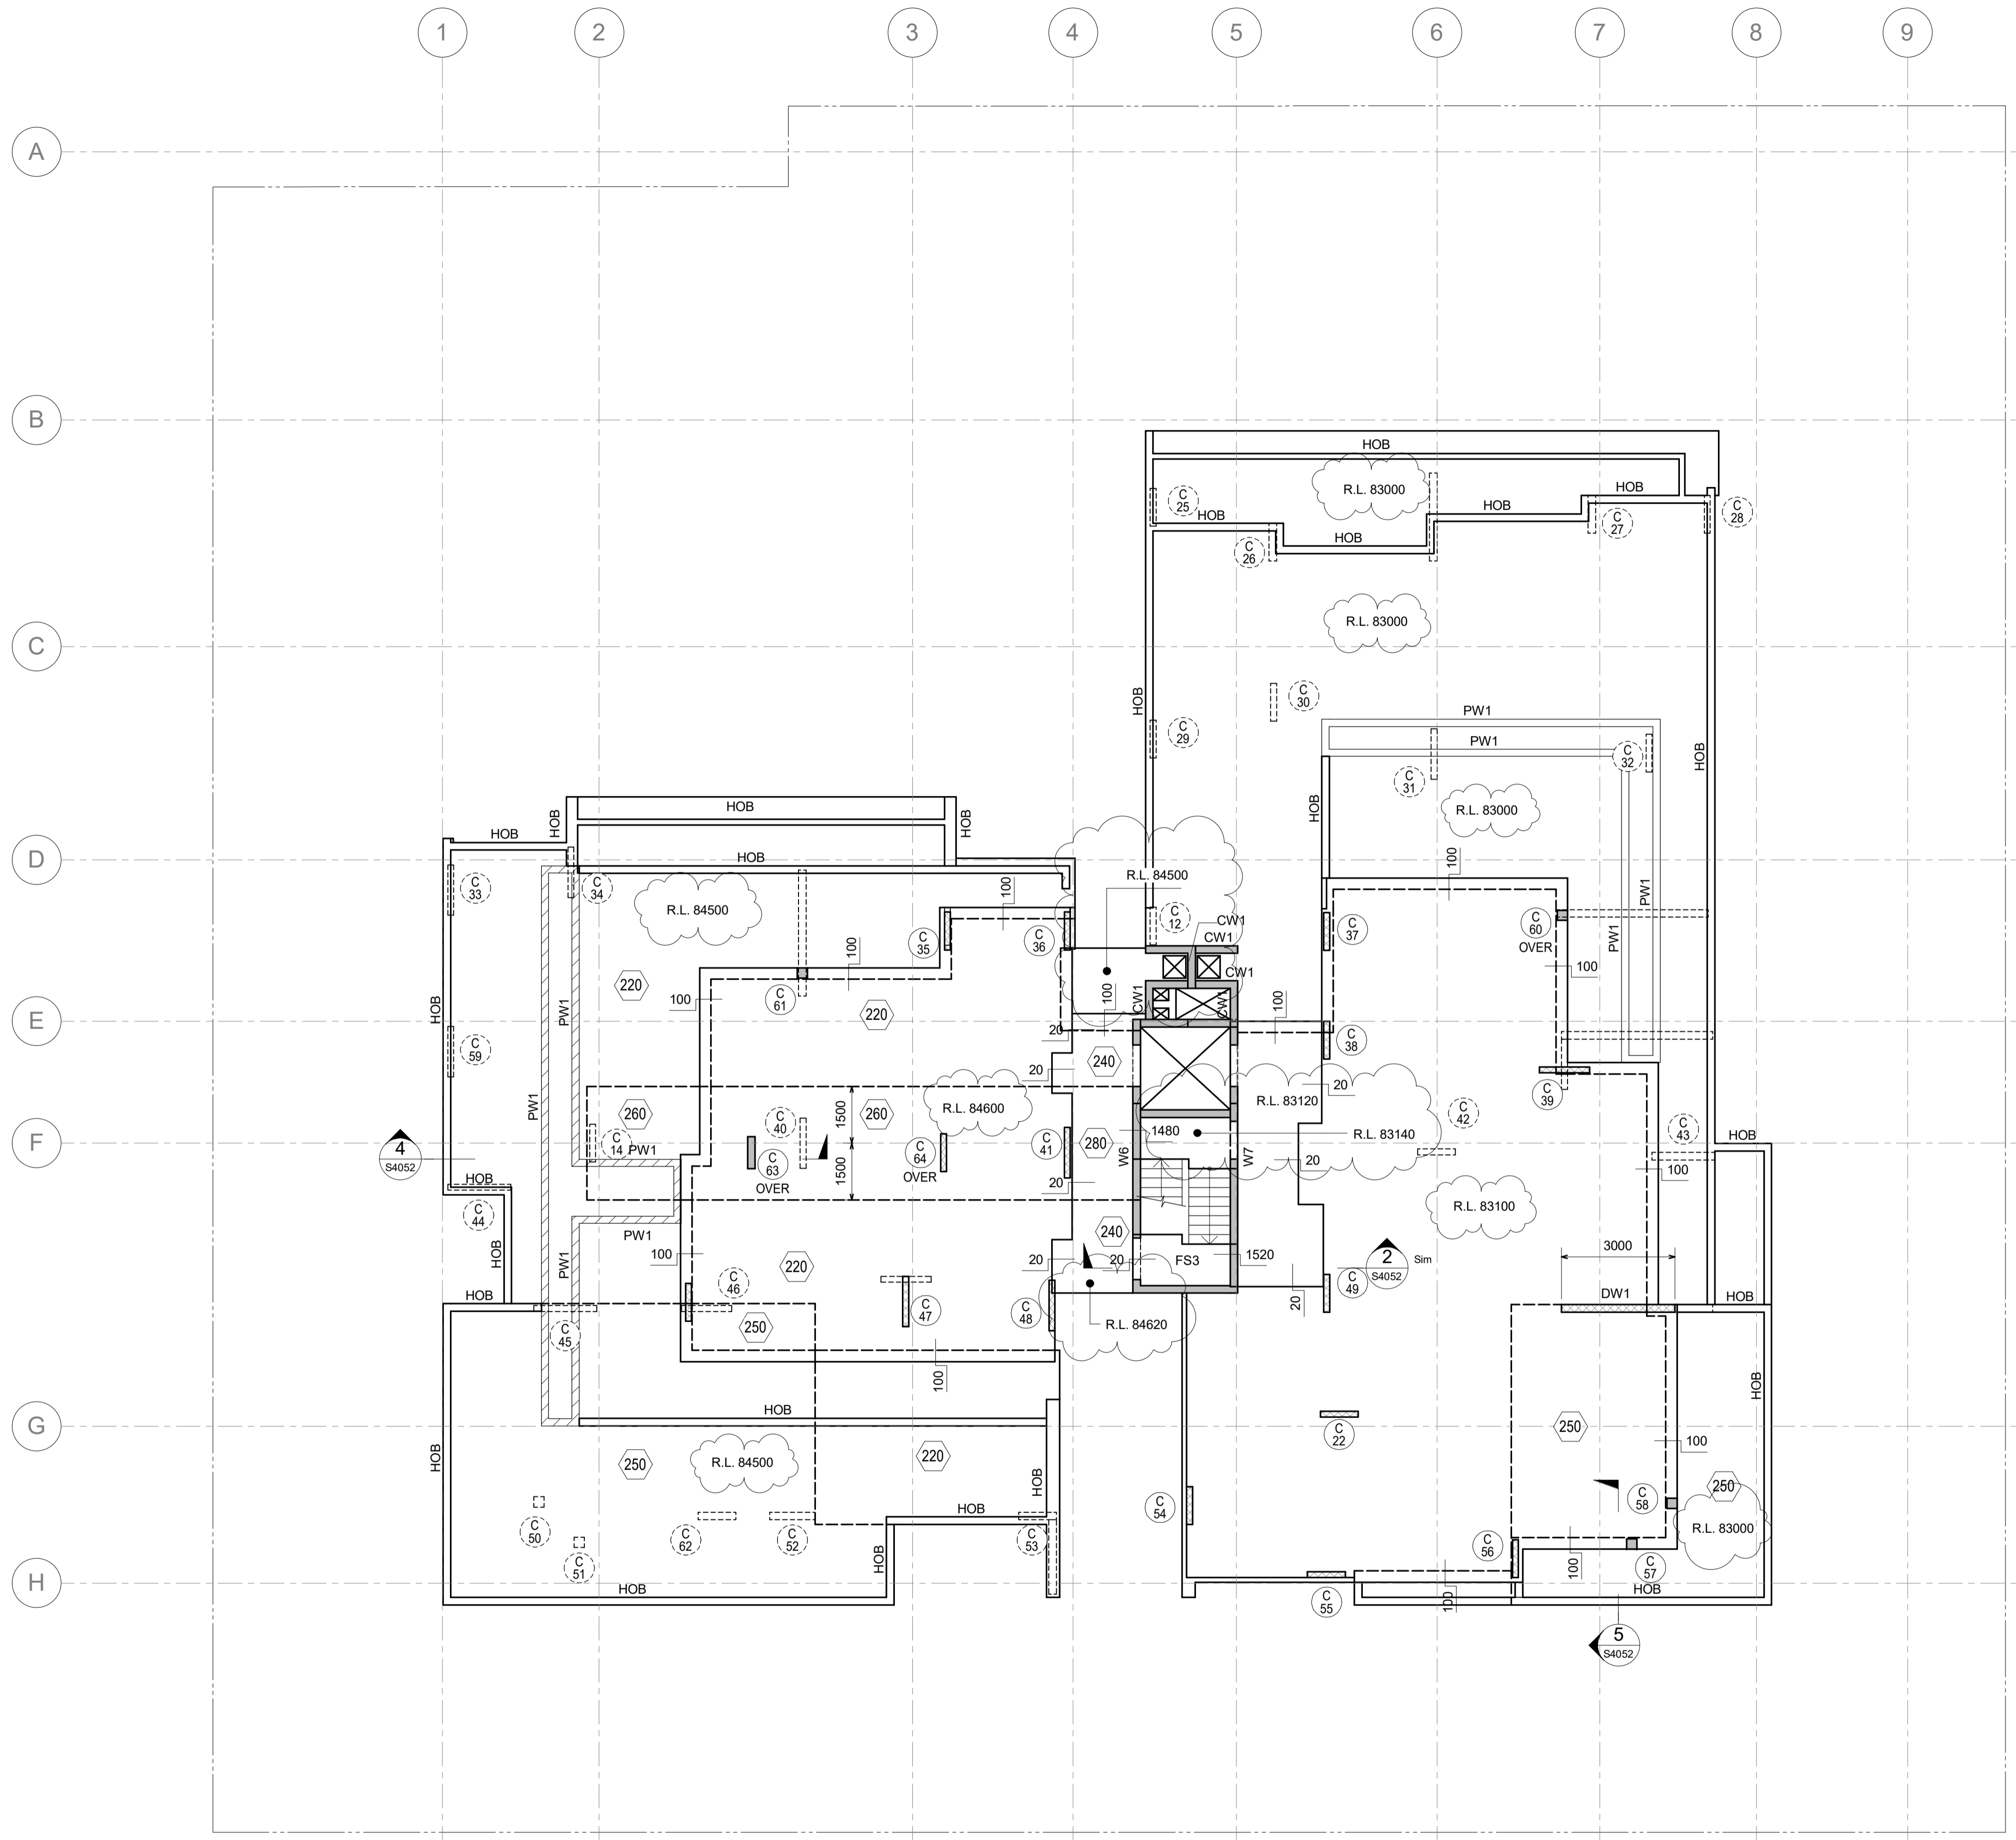 1
2
3
4
5
6
7
8
9
A
B
C
D
E
F
G
H
HOB
R.L. 83000
HOB
C
25
HOB
HOB
HOB
C
26
C
27
C
28
R.L. 83000
C
30
HOB
C
29
PW1
PW1
C
32
HOB
C
31
R.L. 83000
HOB
HOB
HOB
HOB
HOB
HOB
R.L. 84500
100
PW1
C
33
C
34
100
R.L. 84500
C
12
CW1
CW1
C
35
C
36
C
37
C
60
OVER
PW1
100
100
CW1
100
HOB
PW1
220
100
C
61
220
100
CW1
CW1
100
20
C
59
C
38
240
20
20
R.L. 83120
C
39
PW1
260
1500
260
R.L. 84600
C
42
C
40
C
43
HOB
C
14
PW1
C
63
OVER
1500
C
64
OVER
C
41
280
1480
W6
W7
R.L. 83140
20
4
S4052
100
HOB
20
R.L. 83100
C
44
HOB
PW1
PW1
100
240
20
20
FS3
1520
2
S4052
Sim
3000
220
C
46
20
C
49
DW1
HOB
HOB
C
47
C
48
R.L. 84620
250
C
45
100
HOB
HOB
C
22
250
100
HOB
220
250
R.L. 84500
HOB
HOB
C
54
C
58
250
R.L. 83000
C
50
C
62
C
52
C
53
C
51
HOB
C
56
100
C
57
HOB
HOB
100
C
55
5
S4052